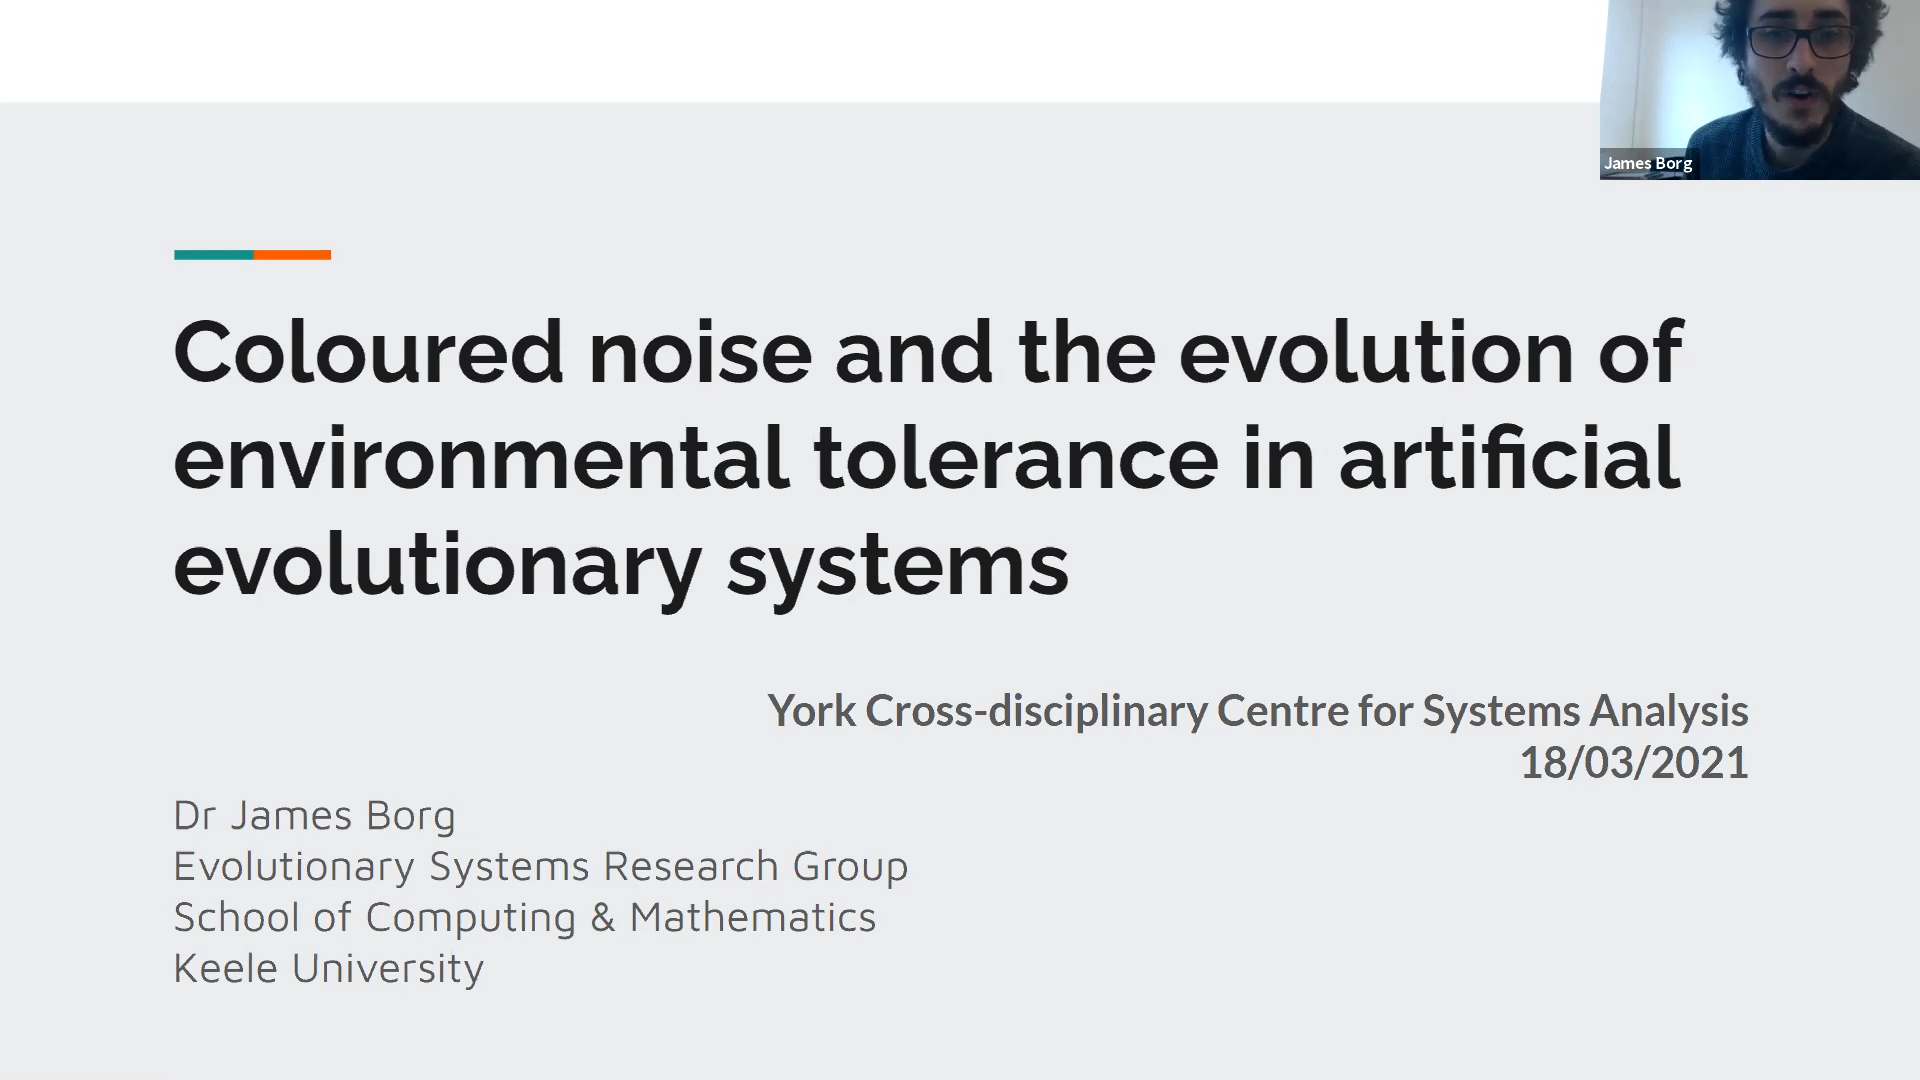 James Borg
Coloured noise and the evolution of
environmental tolerance in artificial
evolutionary systems
York Cross-disciplinary Centre for Systems Analysis
18/03/2021
Dr James Borg
Evolutionary Systems Research Group
School of Computing & Mathematics
Keele University